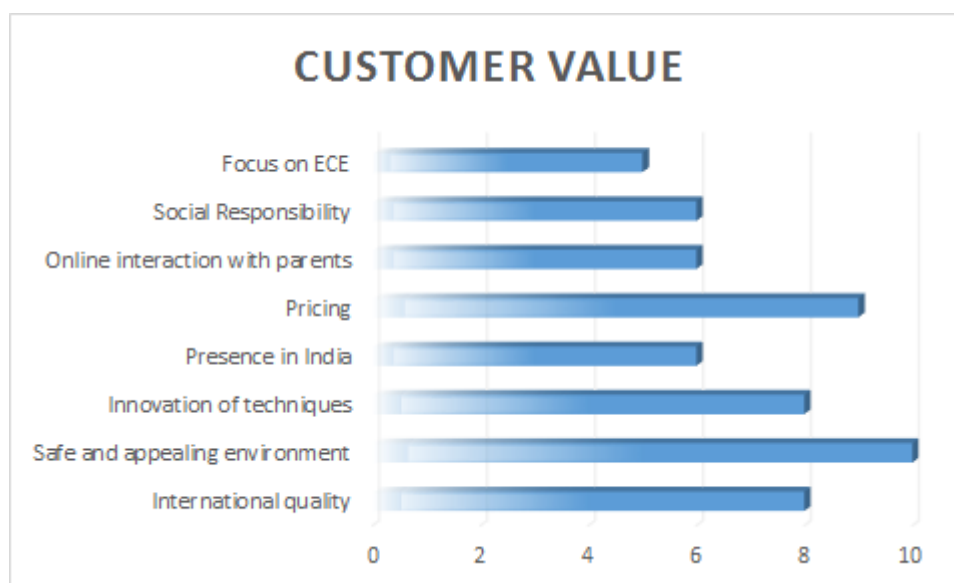 CUSTOMER VALUE
Focus on ECE
Social Responsibility
Online interaction with parents
Pricing
Presence in India
Innovation of techniques
Safe and appealing environment
International quality
0 2 4 6 8 10